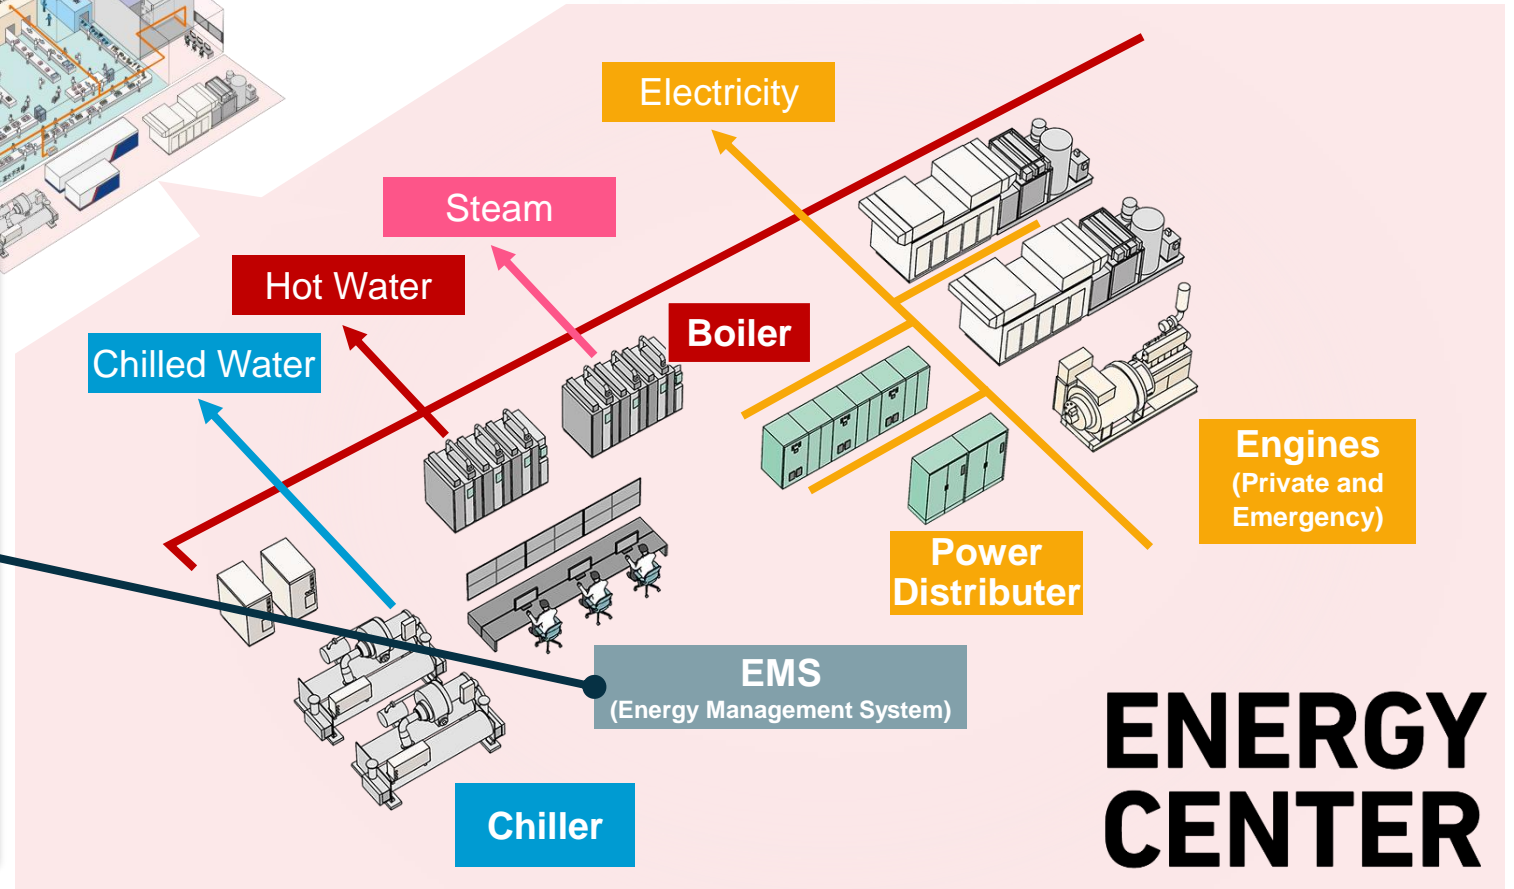 Electricity
Steam
Hot Water
Boiler
Chilled Water
Engines
(Private and
Emergency)
Power
Distributer
EMS
(Energy Management System)
Chiller
ENERGY
CENTER